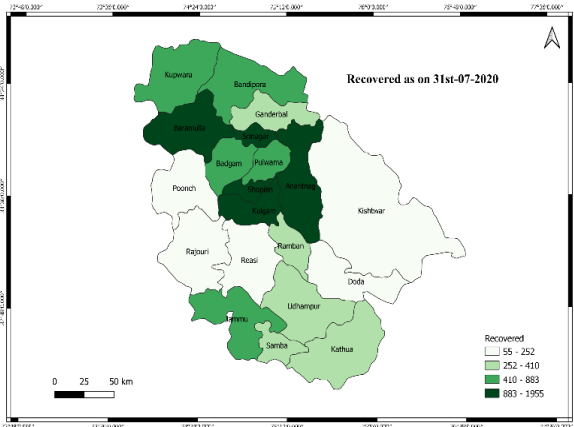 Recovered as on 31st-07-2020
Kupwara
Bandipora
Ganderbal
Baramulla
Srinagar
Badgam
Pulwama
Poonch
Shopian
Anantnag
Kulgam
Kishtwar
Ramban
Rajouri
Reasi
Doda
Udhampur
Jammu
Samba
Kathua
Recovered
55 - 252
252 - 410
410 - 883
883 - 1955
0 25 50 km